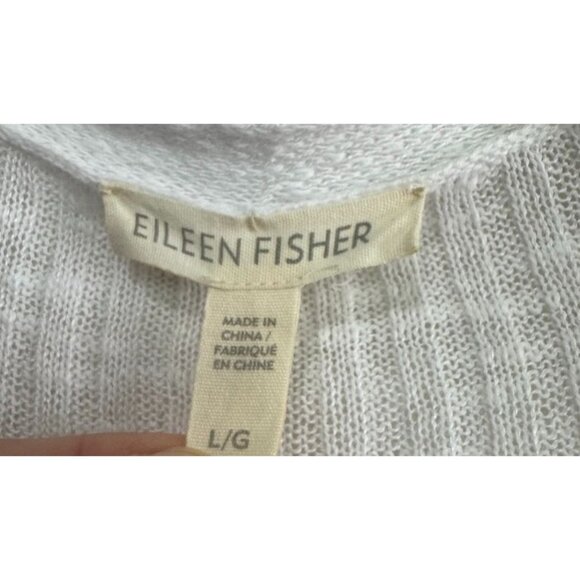 EILEEN FISHER
MADE IN
CHINA/
FABRIQUÉ
EN CHINE
L/G